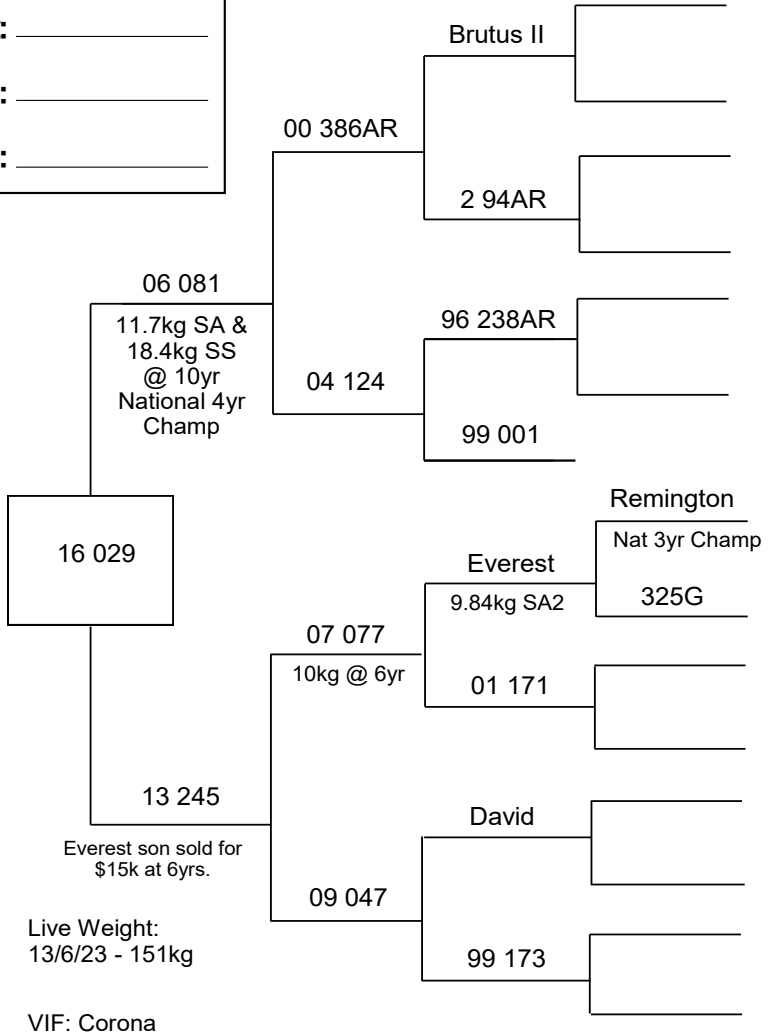 :
:
:
Brutus II
00 386AR
2 94AR
06 081
11.7kg SA &
18.4kg SS
@ 10yr
National 4yr
Champ
96 238AR
04 124
99 001
16 029
Remington
Nat 3yr Champ
Everest
9.84kg SA2
325G
07 077
10kg @ 6yr
01 171
13 245
Everest son sold for
$15k at 6yrs.
David
09 047
99 173
Live Weight:
13/6/23 - 151kg
VIF: Corona